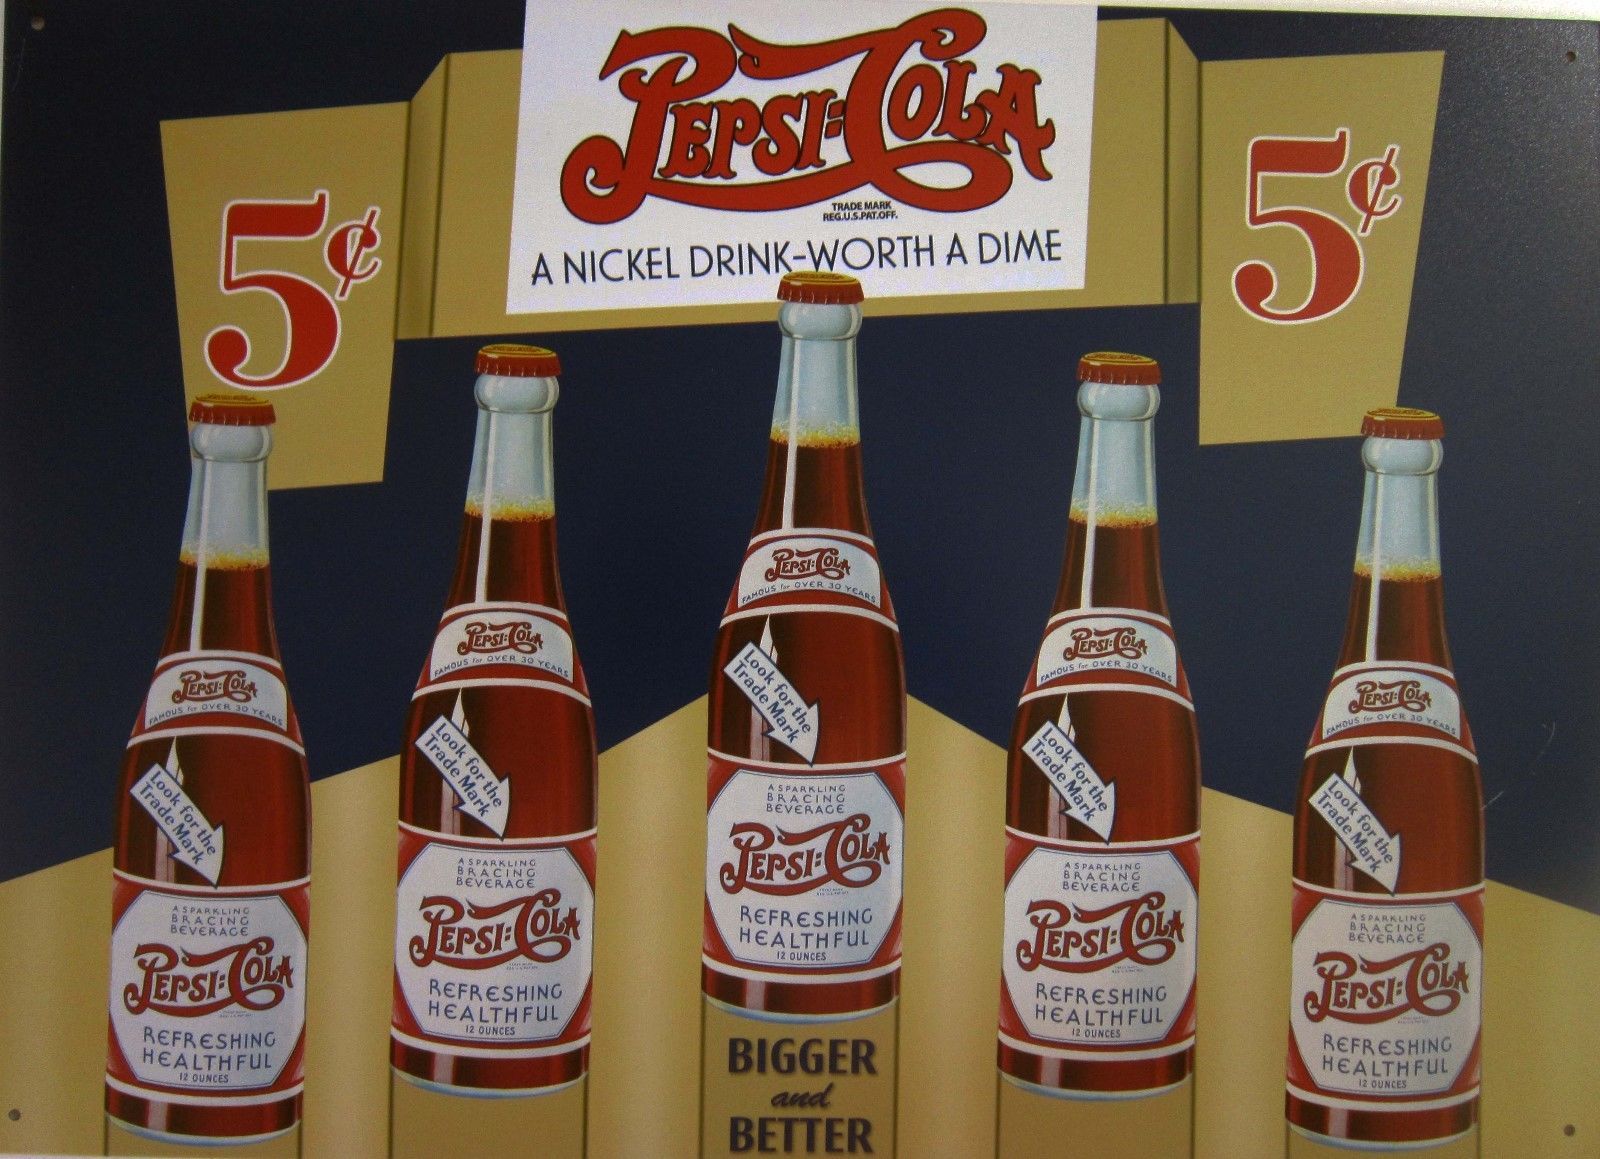 PEPSI-COLA
TRADE MARK
REG.U.S.PAT.OFF.
A NICKEL DRINK-WORTH A DIME
5¢
5¢
PEPSI-COLA
FAMOUS for OVER 30 YEARS
Look for the
Trade Mark
A SPARKLING
BRACING
BEVERAGE
PEPSI-COLA
REFRESHING
HEALTHFUL
12 OUNCES
PEPSI-COLA
FAMOUS for OVER 30 YEARS
Look for the
Trade Mark
A SPARKLING
BRACING
BEVERAGE
PEPSI-COLA
REFRESHING
HEALTHFUL
12 OUNCES
PEPSI-COLA
FAMOUS for OVER 30 YEARS
Look for the
Trade Mark
A SPARKLING
BRACING
BEVERAGE
PEPSI-COLA
REFRESHING
HEALTHFUL
12 OUNCES
PEPSI-COLA
FAMOUS for OVER 30 YEARS
Look for the
Trade Mark
A SPARKLING
BRACING
BEVERAGE
PEPSI-COLA
REFRESHING
HEALTHFUL
12 OUNCES
PEPSI-COLA
FAMOUS for OVER 30 YEARS
Look for the
Trade Mark
A SPARKLING
BRACING
BEVERAGE
PEPSI-COLA
REFRESHING
HEALTHFUL
12 OUNCES
BIGGER
and
BETTER